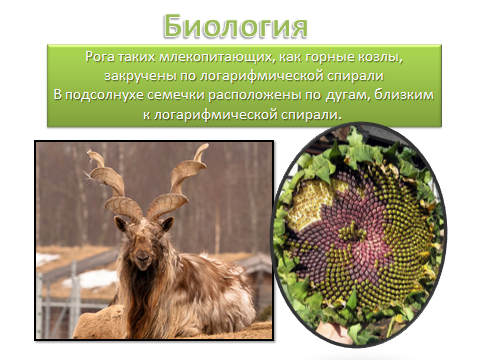 Биология
Рога таких млекопитающих, как горные козлы,
закручены по логарифмической спирали
В подсолнухе семечки расположены по дугам, близким
к логарифмической спирали.